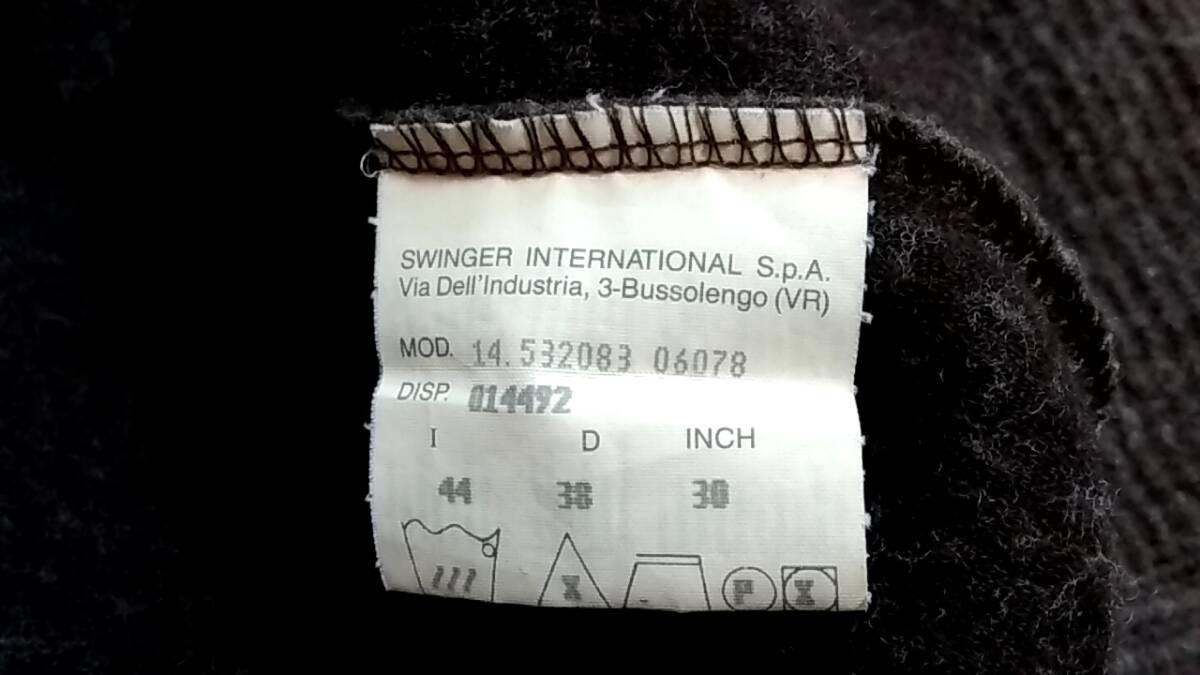 SWINGER INTERNATIONAL S.p.A.
Via Dell'Industria, 3-Bussolengo (VR)
MOD. 14.532083 06078
DISP. 014492
I D INCH
44 38 30
P